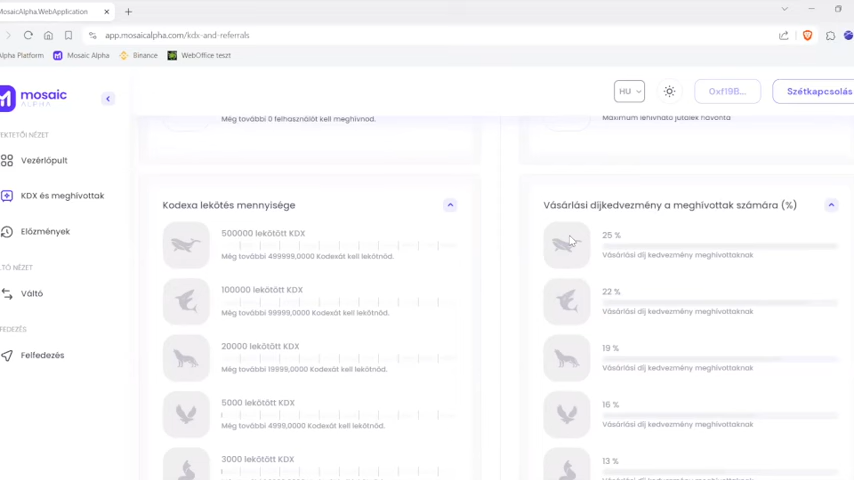 MosaicAlpha.WebApplication
app.mosaicalpha.com/kdx-and-referrals
Alpha Platform
Mosaic Alpha
Binance
WebOffice teszt
mosaic
ALPHA
HU
0xf19B...
Szétkapcsolás
EKTETŐI NÉZET
Vezérlőpult
KDX és meghívottak
Előzmények
LTÓ NÉZET
Váltó
FEDEZÉS
Felfedezés
Még további 0 felhasználót kell meghívnod.
Maximum lehívható jutalék havonta
Kodexa lekötés mennyisége
500000 lekötött KDX
Még további 499999,0000 Kodexát kell lekötnöd.
100000 lekötött KDX
Még további 99999,0000 Kodexát kell lekötnöd.
20000 lekötött KDX
Még további 19999,0000 Kodexát kell lekötnöd.
5000 lekötött KDX
Még további 4999,0000 Kodexát kell lekötnöd.
3000 lekötött KDX
Vásárlási díjkedvezmény a meghívottak számára (%)
25 %
Vásárlási díj kedvezmény meghívottaknak
22 %
Vásárlási díj kedvezmény meghívottaknak
19 %
Vásárlási díj kedvezmény meghívottaknak
16 %
Vásárlási díj kedvezmény meghívottaknak
13 %